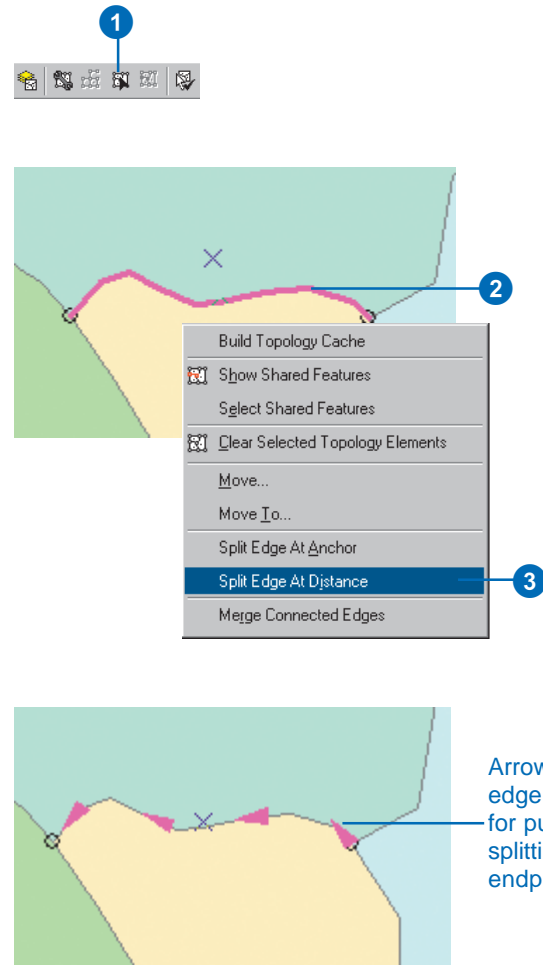 1
2
Build Topology Cache
Show Shared Features
Select Shared Features
Clear Selected Topology Elements
Move...
Move To...
Split Edge At Anchor
Split Edge At Distance
3
Merge Connected Edges
Arrow
edge
for pu
splitti
endp